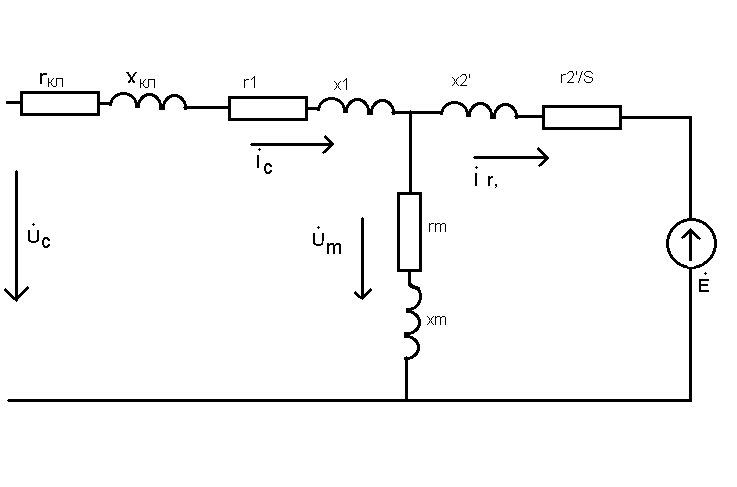 rкл xкл r1 x1 x2' r2'/S
i̇c i̇ r,
U̇c U̇m rm
Ė
xm